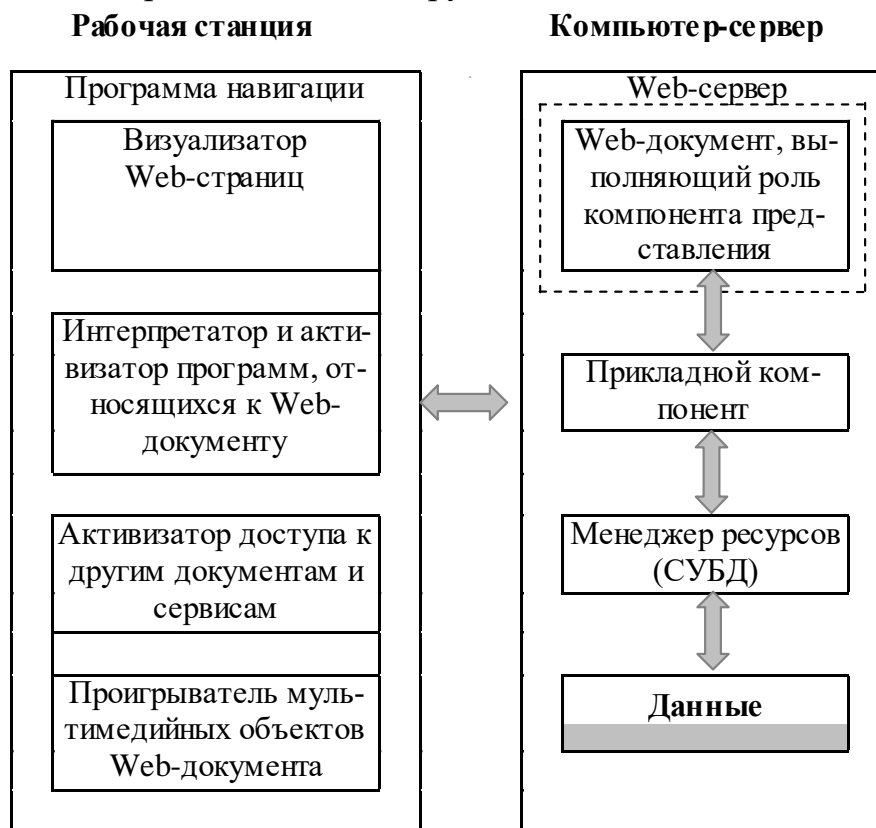 Рабочая станция
Компьютер-сервер
Программа навигации
Визуализатор
Web-страниц
Интерпретатор и акти-
визатор программ, от-
носящихся к Web-
документу
Активизатор доступа к
другим документам и
сервисам
Проигрыватель муль-
тимедийных объектов
Web-документа
Web-сервер
Web-документ, вы-
полняющий роль
компонента пред-
ставления
Прикладной ком-
понент
Менеджер ресурсов
(СУБД)
Данные